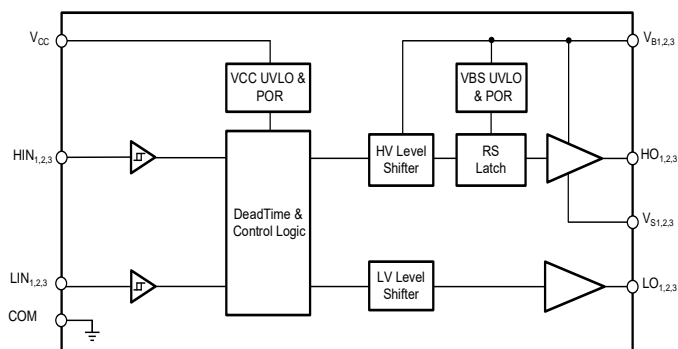 VCC
VB1,2,3
VCC UVLO &
POR
VBS UVLO
& POR
HIN1,2,3
HV Level
Shifter
RS
Latch
HO1,2,3
DeadTime &
Control Logic
VS1,2,3
LIN1,2,3
LV Level
Shifter
LO1,2,3
COM